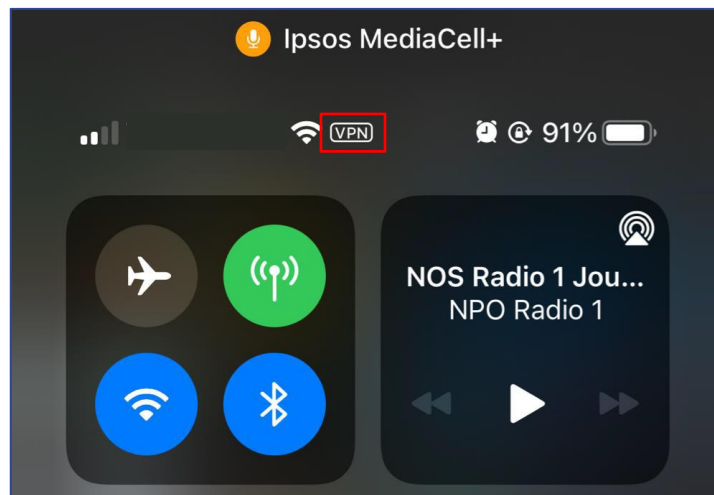 Ipsos MediaCell+
VPN
91%
NOS Radio 1 Jou...
NPO Radio 1